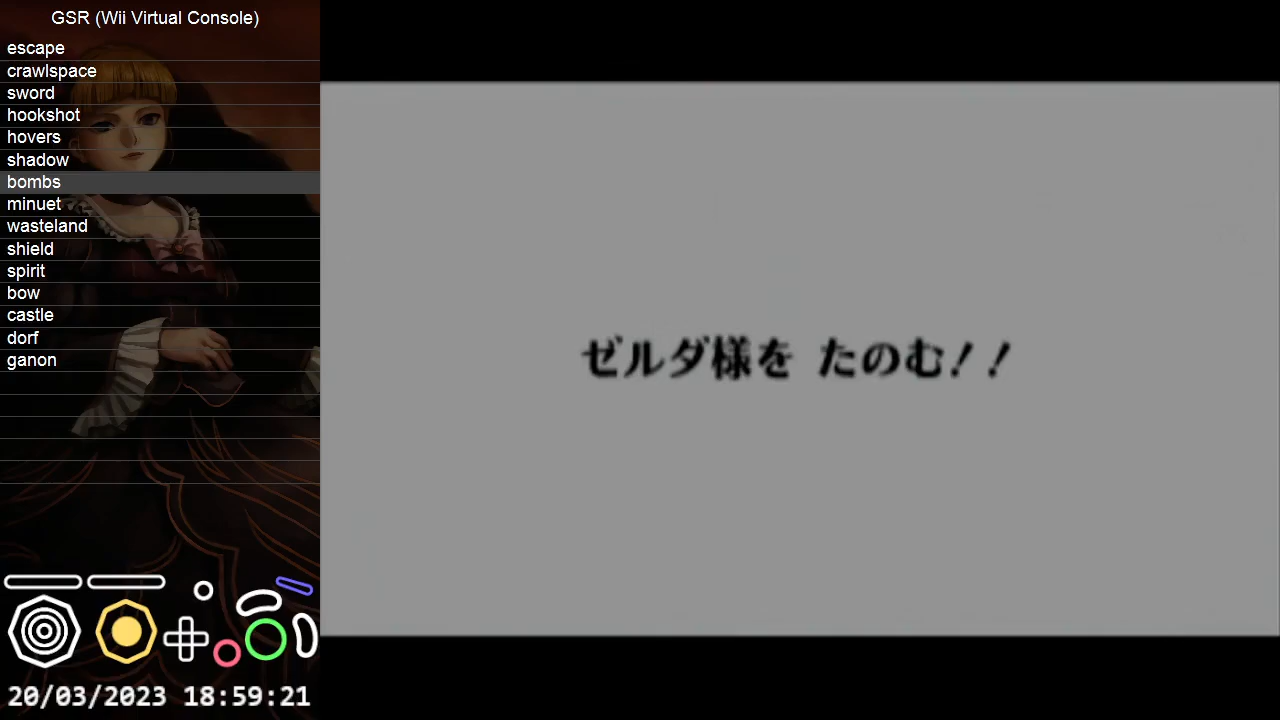 GSR (Wii Virtual Console)
escape
crawlspace
sword
hookshot
hovers
shadow
bombs
minuet
wasteland
shield
spirit
bow
castle
dorf
ganon
ゼルダ様を たのむ！！
20/03/2023 18:59:21